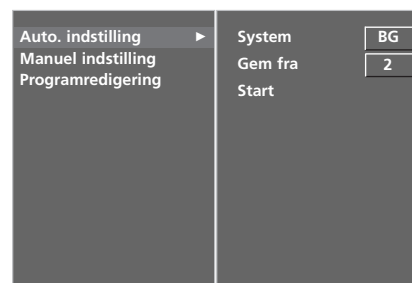 Auto. indstilling ►
Manuel indstilling
Programredigering
System BG
Gem fra 2
Start